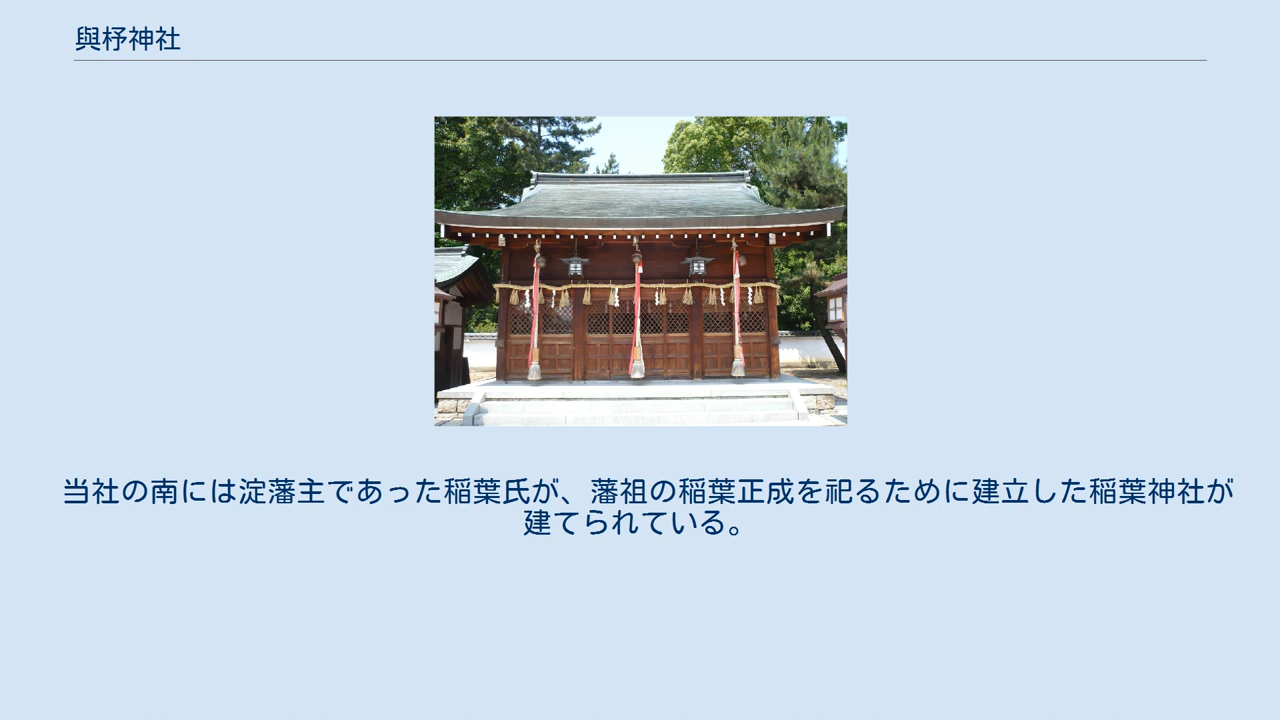 與杼神社
当社の南には淀藩主であった稲葉氏が、藩祖の稲葉正成を祀るために建立した稲葉神社が
建てられている。